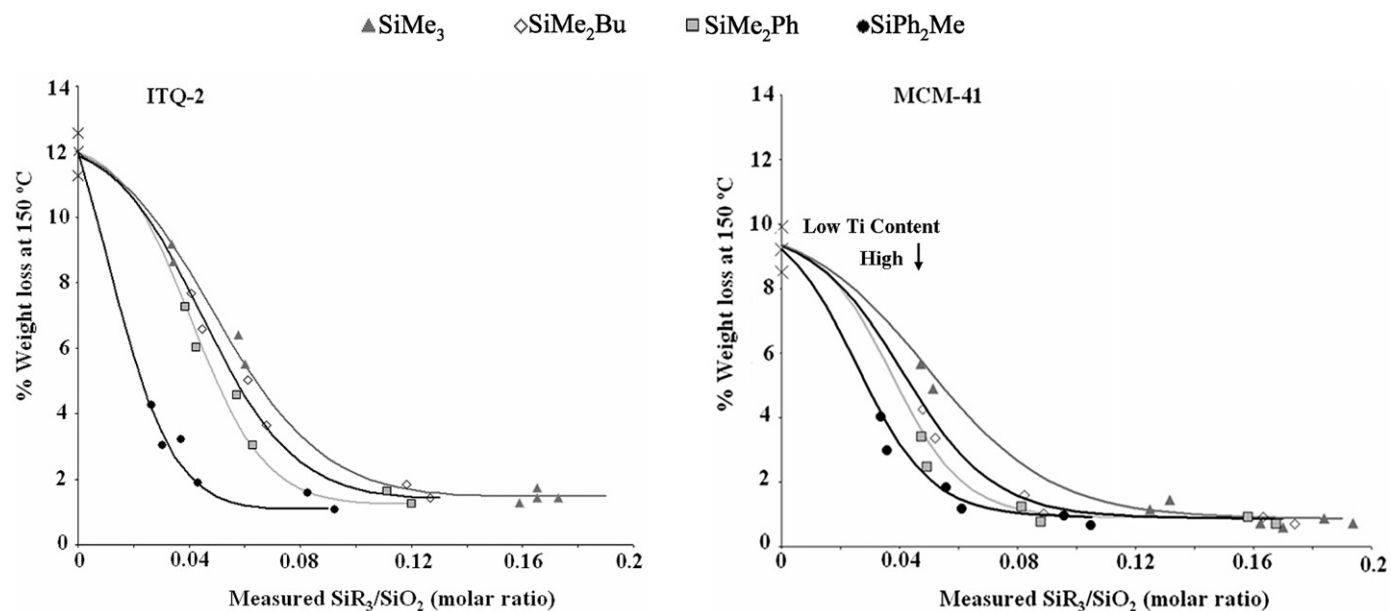 SiMe₃ SiMe₂Bu SiMe₂Ph SiPh₂Me
ITQ-2
14
12
10
8
6
4
2
0
% Weight loss at 150 ºC
0 0.04 0.08 0.12 0.16 0.2
Measured SiR₃/SiO₂ (molar ratio)
MCM-41
14
12
10
8
6
4
2
0
% Weight loss at 150 ºC
Low Ti Content
High
0 0.04 0.08 0.12 0.16 0.2
Measured SiR₃/SiO₂ (molar ratio)